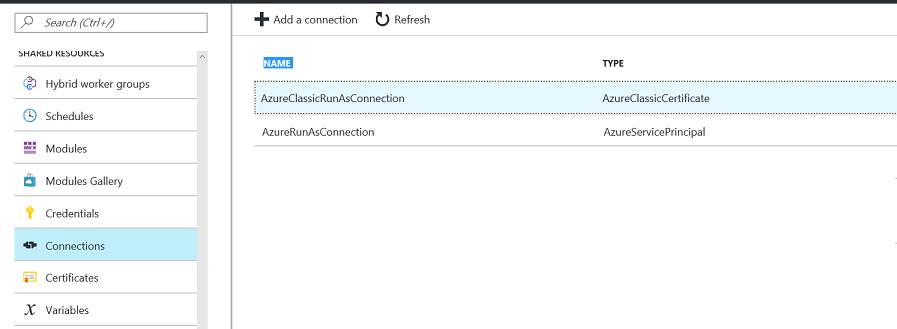 Search (Ctrl+/)
SHARED RESOURCES
Hybrid worker groups
Schedules
Modules
Modules Gallery
Credentials
Connections
Certificates
Variables
Add a connection Refresh
NAME TYPE
AzureClassicRunAsConnection AzureClassicCertificate
AzureRunAsConnection AzureServicePrincipal